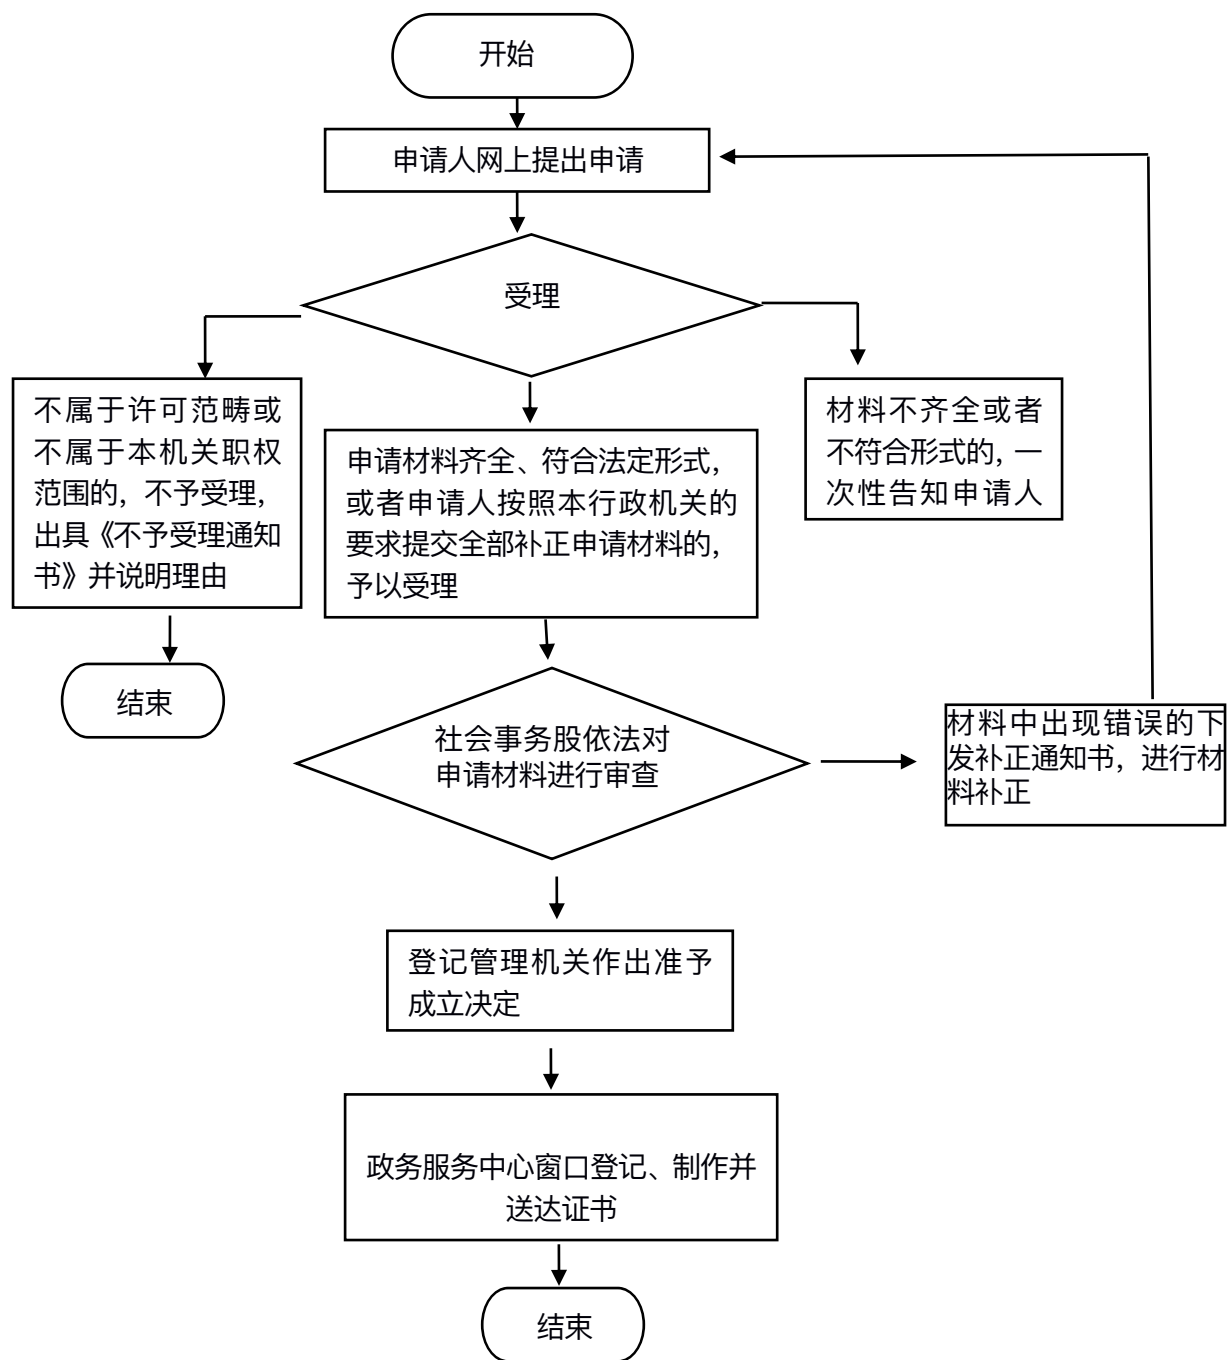 开始
申请人网上提出申请
受理
不属于许可范畴或
不属于本机关职权
范围的，不予受理，
出具《不予受理通知
书》并说明理由
申请材料齐全、符合法定形式，
或者申请人按照本行政机关的
要求提交全部补正申请材料的，
予以受理
材料不齐全或者
不符合形式的，一
次性告知申请人
结束
社会事务股依法对
申请材料进行审查
材料中出现错误的下
发补正通知书，进行材
料补正
登记管理机关作出准予
成立决定
政务服务中心窗口登记、制作并
送达证书
结束